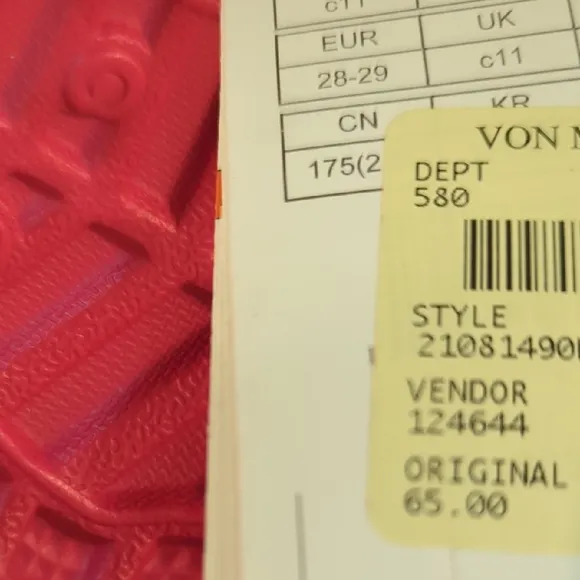 c11
EUR
UK
28-29
c11
CN
KR
175(2
VON
DEPT
580
STYLE
21081490
VENDOR
124644
ORIGINAL
65.00